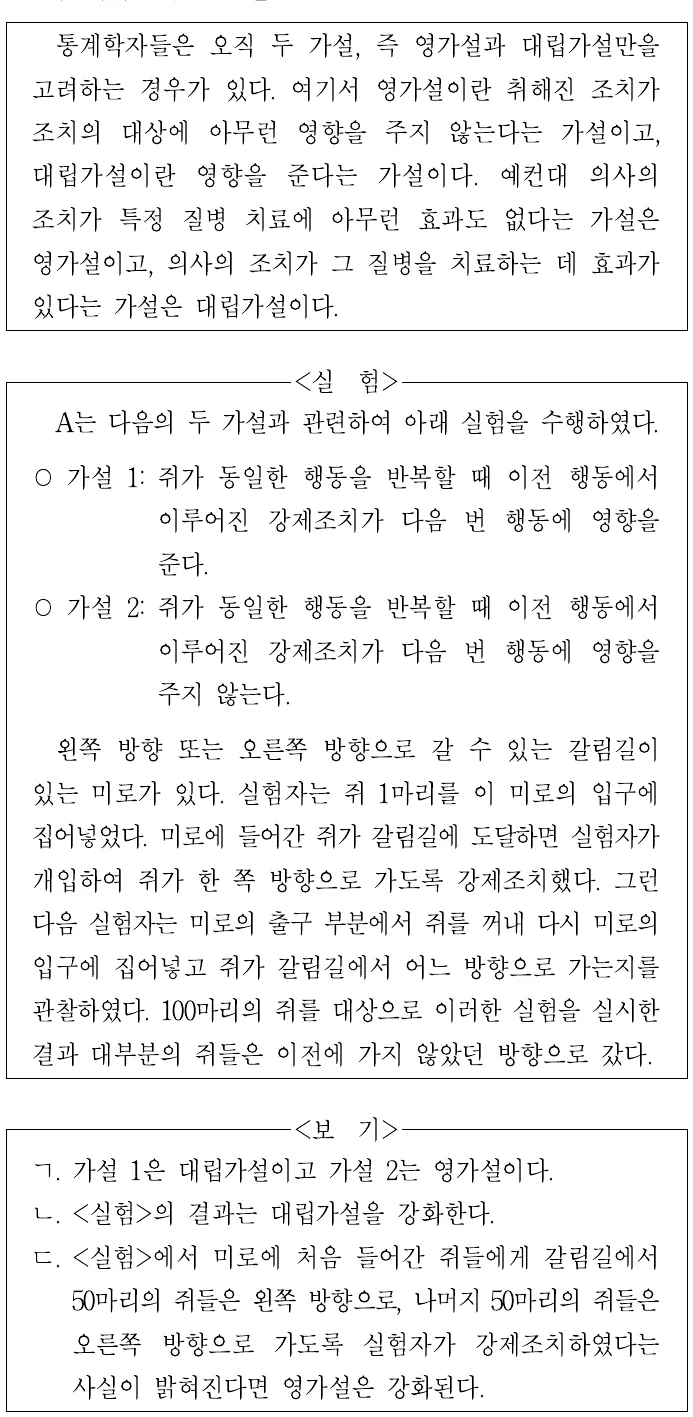 통계학자들은 오직 두 가설, 즉 영가설과 대립가설만을
고려하는 경우가 있다. 여기서 영가설이란 취해진 조치가
조치의 대상에 아무런 영향을 주지 않는다는 가설이고,
대립가설이란 영향을 준다는 가설이다. 예컨대 의사의
조치가 특정 질병 치료에 아무런 효과도 없다는 가설은
영가설이고, 의사의 조치가 그 질병을 치료하는 데 효과가
있다는 가설은 대립가설이다.
<실 험>
A는 다음의 두 가설과 관련하여 아래 실험을 수행하였다.
○ 가설 1: 쥐가 동일한 행동을 반복할 때 이전 행동에서
이루어진 강제조치가 다음 번 행동에 영향을
준다.
○ 가설 2: 쥐가 동일한 행동을 반복할 때 이전 행동에서
이루어진 강제조치가 다음 번 행동에 영향을
주지 않는다.
왼쪽 방향 또는 오른쪽 방향으로 갈 수 있는 갈림길이
있는 미로가 있다. 실험자는 쥐 1마리를 이 미로의 입구에
집어넣었다. 미로에 들어간 쥐가 갈림길에 도달하면 실험자가
개입하여 쥐가 한 쪽 방향으로 가도록 강제조치했다. 그런
다음 실험자는 미로의 출구 부분에서 쥐를 꺼내 다시 미로의
입구에 집어넣고 쥐가 갈림길에서 어느 방향으로 가는지를
관찰하였다. 100마리의 쥐를 대상으로 이러한 실험을 실시한
결과 대부분의 쥐들은 이전에 가지 않았던 방향으로 갔다.
<보 기>
ㄱ. 가설 1은 대립가설이고 가설 2는 영가설이다.
ㄴ. <실험>의 결과는 대립가설을 강화한다.
ㄷ. <실험>에서 미로에 처음 들어간 쥐들에게 갈림길에서
50마리의 쥐들은 왼쪽 방향으로, 나머지 50마리의 쥐들은
오른쪽 방향으로 가도록 실험자가 강제조치하였다는
사실이 밝혀진다면 영가설은 강화된다.